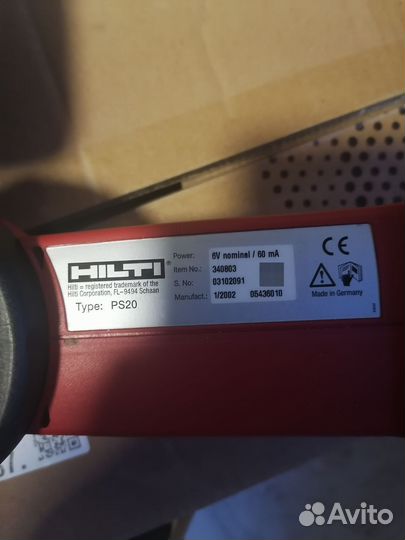 HILTI®
Hilti = registered trademark of the
Hilti Corporation, FL-9494 Schaan
Type: PS20
Power: 6V nominal / 60 mA
Item No.: 340803
S. No: 03102091
Manufact.: 1/2002 05436010
CE
Made in Germany
Avito